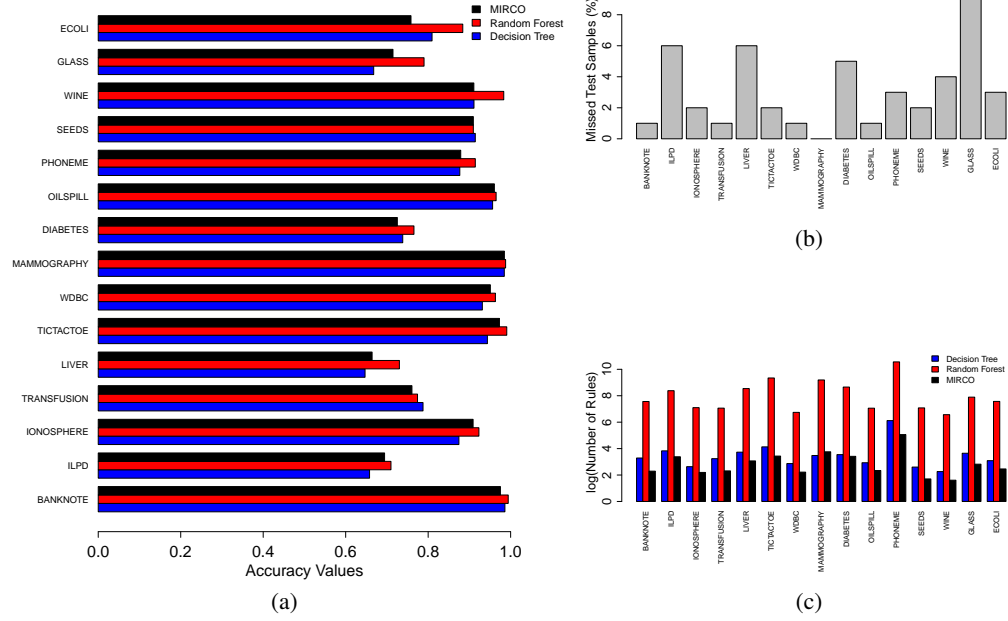 MIRCO
Random Forest
Decision Tree
ECOLI
GLASS
WINE
SEEDS
PHONEME
OILSPILL
DIABETES
MAMMOGRAPHY
WDBC
TICTACTOE
LIVER
TRANSFUSION
IONOSPHERE
ILPD
BANKNOTE
0.0 0.2 0.4 0.6 0.8 1.0
Accuracy Values
(a)
Missed Test Samples (%)
8
6
4
2
0
BANKNOTE
ILPD
IONOSPHERE
TRANSFUSION
LIVER
TICTACTOE
WDBC
MAMMOGRAPHY
DIABETES
OILSPILL
PHONEME
SEEDS
WINE
GLASS
ECOLI
(b)
Decision Tree
Random Forest
MIRCO
log(Number of Rules)
10
8
6
4
2
0
BANKNOTE
ILPD
IONOSPHERE
TRANSFUSION
LIVER
TICTACTOE
WDBC
MAMMOGRAPHY
DIABETES
OILSPILL
PHONEME
SEEDS
WINE
GLASS
ECOLI
(c)